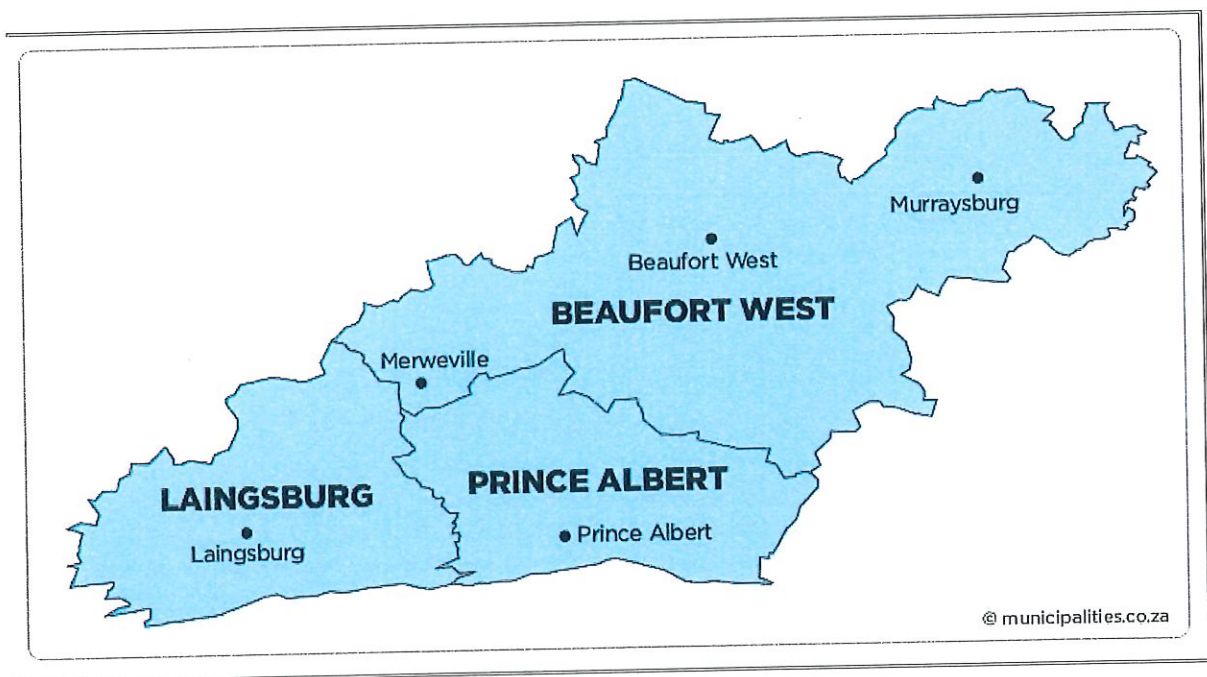 Murraysburg
Beaufort West
BEAUFORT WEST
Merweville
LAINGSBURG
PRINCE ALBERT
Laingsburg
Prince Albert
© municipalities.co.za